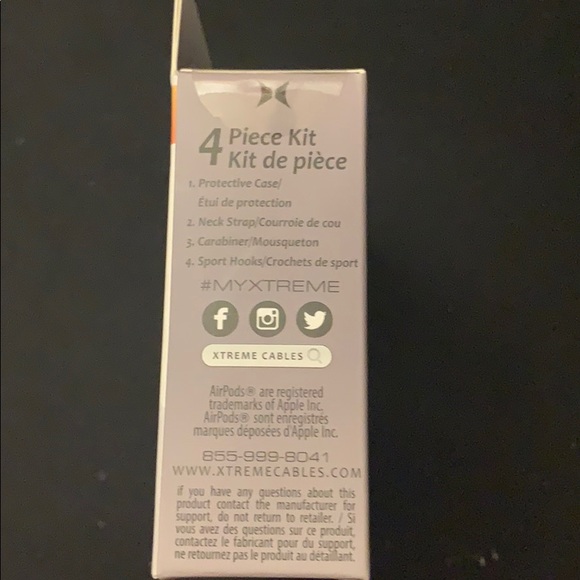 4 Piece Kit
Kit de pièce
1. Protective Case/
Étui de protection
2. Neck Strap/Courroie de cou
3. Carabiner/Mousqueton
4. Sport Hooks/Crochets de sport
#MYXTREME
XTREME CABLES
AirPods® are registered
trademarks of Apple Inc.
AirPods® sont enregistrés
marques déposées d'Apple Inc.
855-999-8041
WWW.XTREMECABLES.COM
if you have any questions about this
product contact the manufacturer for
support, do not return to retailer. / Si
vous avez des questions sur ce produit,
contactez le fabricant pour du support,
ne retournez pas le produit au détaillant.